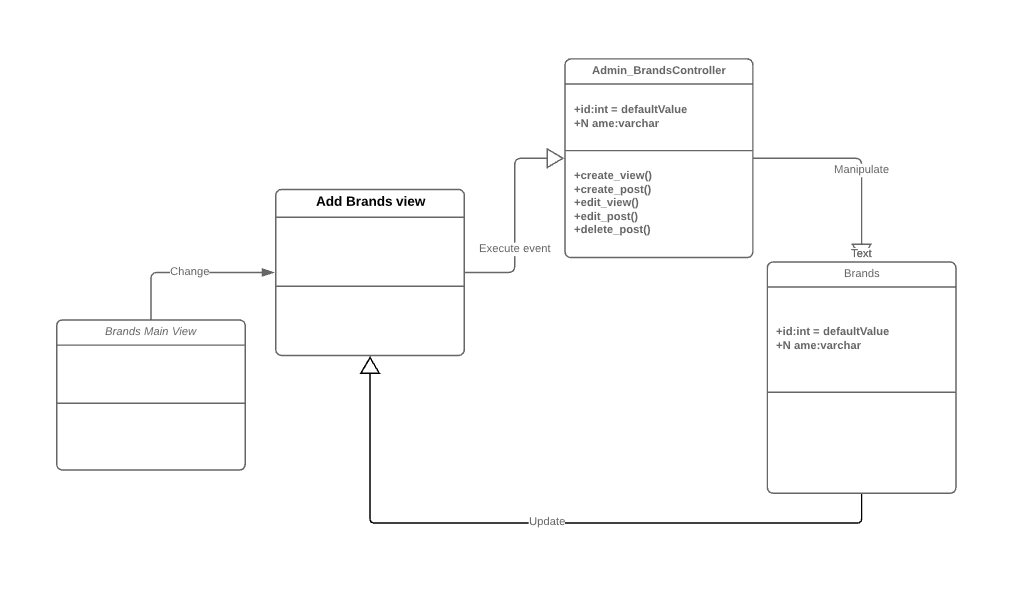 Admin_BrandsController
+id:int = defaultValue
+N ame:varchar
+create_view()
+create_post()
+edit_view()
+edit_post()
+delete_post()
Manipulate
Add Brands view
Execute event
Text
Change
Brands
Brands Main View
+id:int = defaultValue
+N ame:varchar
Update